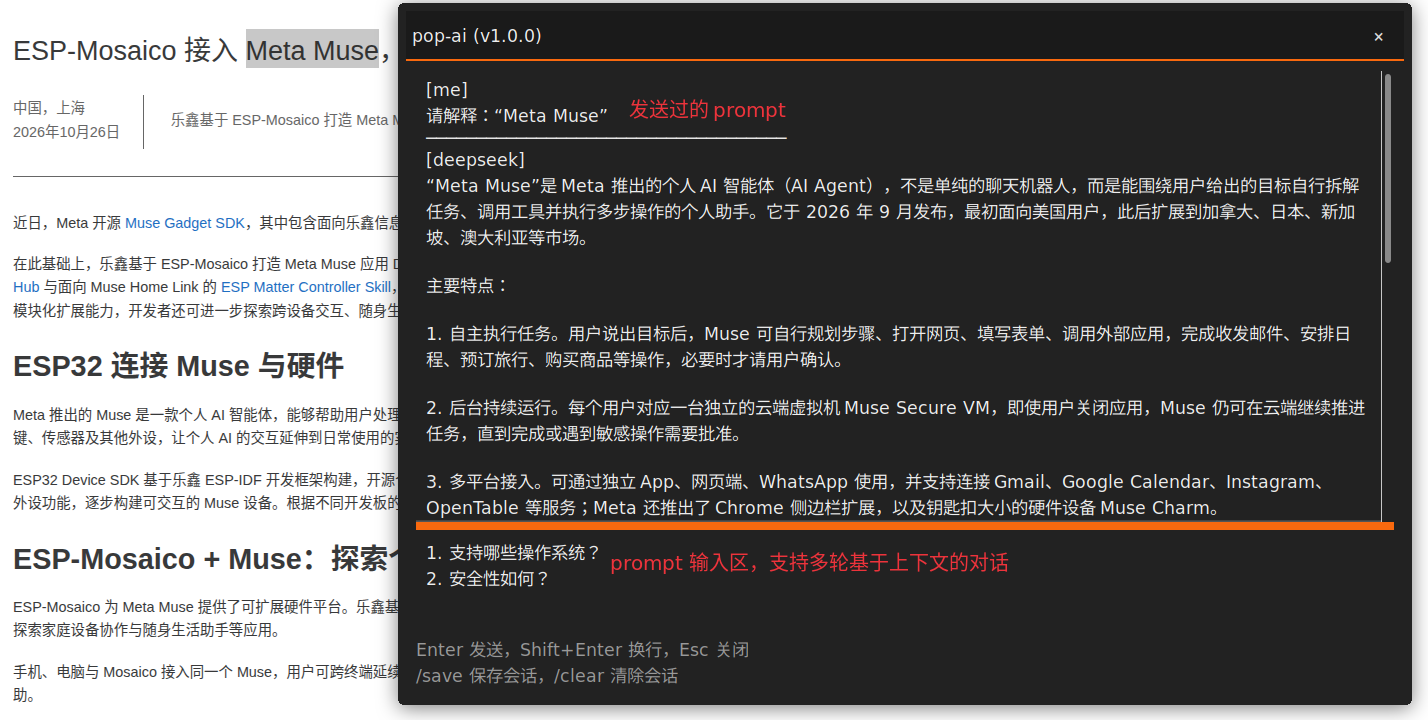 ESP-Mosaico 接入 Meta Muse，
中国，上海
2026年10月26日
乐鑫基于 ESP-Mosaico 打造 Meta M
近日，Meta 开源 Muse Gadget SDK，其中包含面向乐鑫信息
在此基础上，乐鑫基于 ESP-Mosaico 打造 Meta Muse 应用 D
Hub 与面向 Muse Home Link 的 ESP Matter Controller Skill，
模块化扩展能力，开发者还可进一步探索跨设备交互、随身生
ESP32 连接 Muse 与硬件
Meta 推出的 Muse 是一款个人 AI 智能体，能够帮助用户处理
键、传感器及其他外设，让个人 AI 的交互延伸到日常使用的
ESP32 Device SDK 基于乐鑫 ESP-IDF 开发框架构建，开源
外设功能，逐步构建可交互的 Muse 设备。根据不同开发板的
ESP-Mosaico + Muse：探索
ESP-Mosaico 为 Meta Muse 提供了可扩展硬件平台。乐鑫基
探索家庭设备协作与随身生活助手等应用。
手机、电脑与 Mosaico 接入同一个 Muse，用户可跨终端延续
助。
pop-ai (v1.0.0)
×
[me]
请解释：“Meta Muse”
发送过的 prompt
[deepseek]
“Meta Muse”是 Meta 推出的个人 AI 智能体（AI Agent），不是单纯的聊天机器人，而是能围绕用户给出的目标自行拆解
任务、调用工具并执行多步操作的个人助手。它于 2026 年 9 月发布，最初面向美国用户，此后扩展到加拿大、日本、新加
坡、澳大利亚等市场。
主要特点：
1. 自主执行任务。用户说出目标后，Muse 可自行规划步骤、打开网页、填写表单、调用外部应用，完成收发邮件、安排日
程、预订旅行、购买商品等操作，必要时才请用户确认。
2. 后台持续运行。每个用户对应一台独立的云端虚拟机 Muse Secure VM，即使用户关闭应用，Muse 仍可在云端继续推进
任务，直到完成或遇到敏感操作需要批准。
3. 多平台接入。可通过独立 App、网页端、WhatsApp 使用，并支持连接 Gmail、Google Calendar、Instagram、
OpenTable 等服务；Meta 还推出了 Chrome 侧边栏扩展，以及钥匙扣大小的硬件设备 Muse Charm。
1. 支持哪些操作系统？
2. 安全性如何？
prompt 输入区，支持多轮基于上下文的对话
Enter 发送，Shift+Enter 换行，Esc 关闭
/save 保存会话，/clear 清除会话